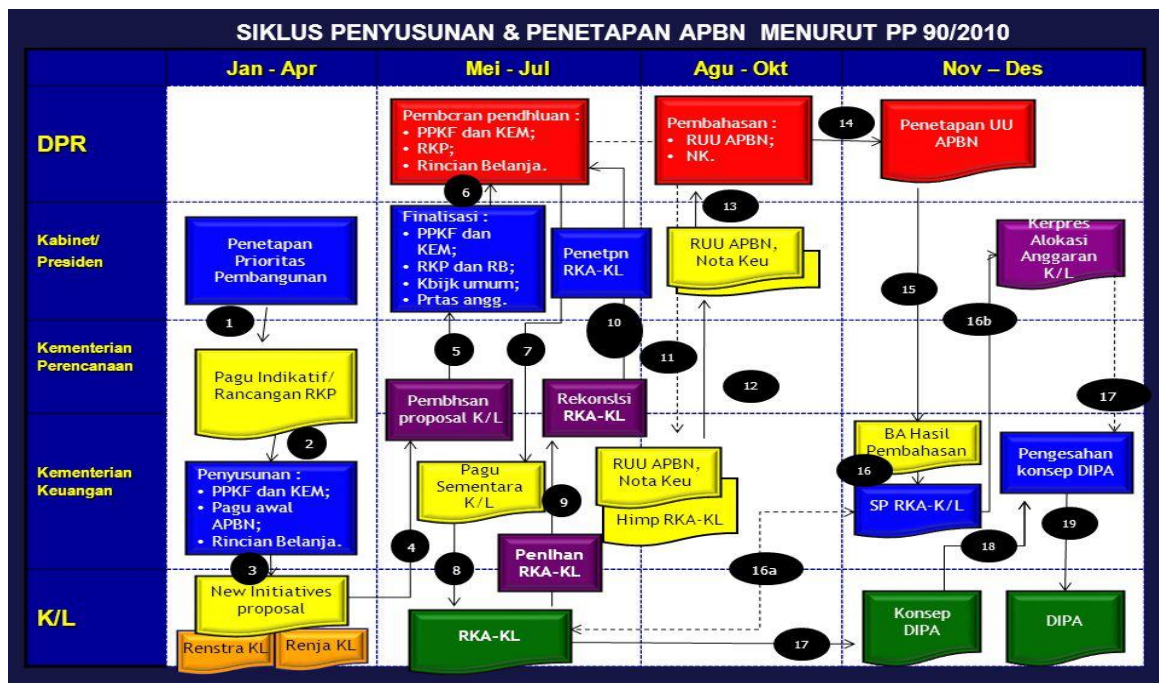 SIKLUS PENYUSUNAN & PENETAPAN APBN MENURUT PP 90/2010
Jan - Apr
Mei - Jul
Agu - Okt
Nov – Des
DPR
Pembcran pendhluan :
• PPKF dan KEM;
• RKP;
• Rincian Belanja.
Pembahasan :
• RUU APBN;
• NK.
14
Penetapan UU
APBN
6
13
Kabinet/
Presiden
Penetapan
Prioritas
Pembangunan
Finalisasi :
• PPKF dan
KEM;
• RKP dan RB;
• Kbijk umum;
• Prtas angg.
Penetpn
RKA-KL
RUU APBN,
Nota Keu
Kerpres
Alokasi
Anggaran
K/L
15
16b
1
5
7
10
11
12
17
Kementerian
Perencanaan
Pagu Indikatif/
Rancangan RKP
Pembhsan
proposal K/L
Rekonslsi
RKA-KL
2
Kementerian
Keuangan
Penyusunan :
• PPKF dan KEM;
• Pagu awal
APBN;
• Rincian Belanja.
Pagu
Sementara
K/L
9
RUU APBN,
Nota Keu
Himp RKA-KL
BA Hasil
Pembahasan
16
SP RKA-K/L
Pengesahan
konsep DIPA
4
8
Penlhan
RKA-KL
3
16a
18
19
K/L
New Initiatives
proposal
Renstra KL
Renja KL
RKA-KL
17
Konsep
DIPA
DIPA